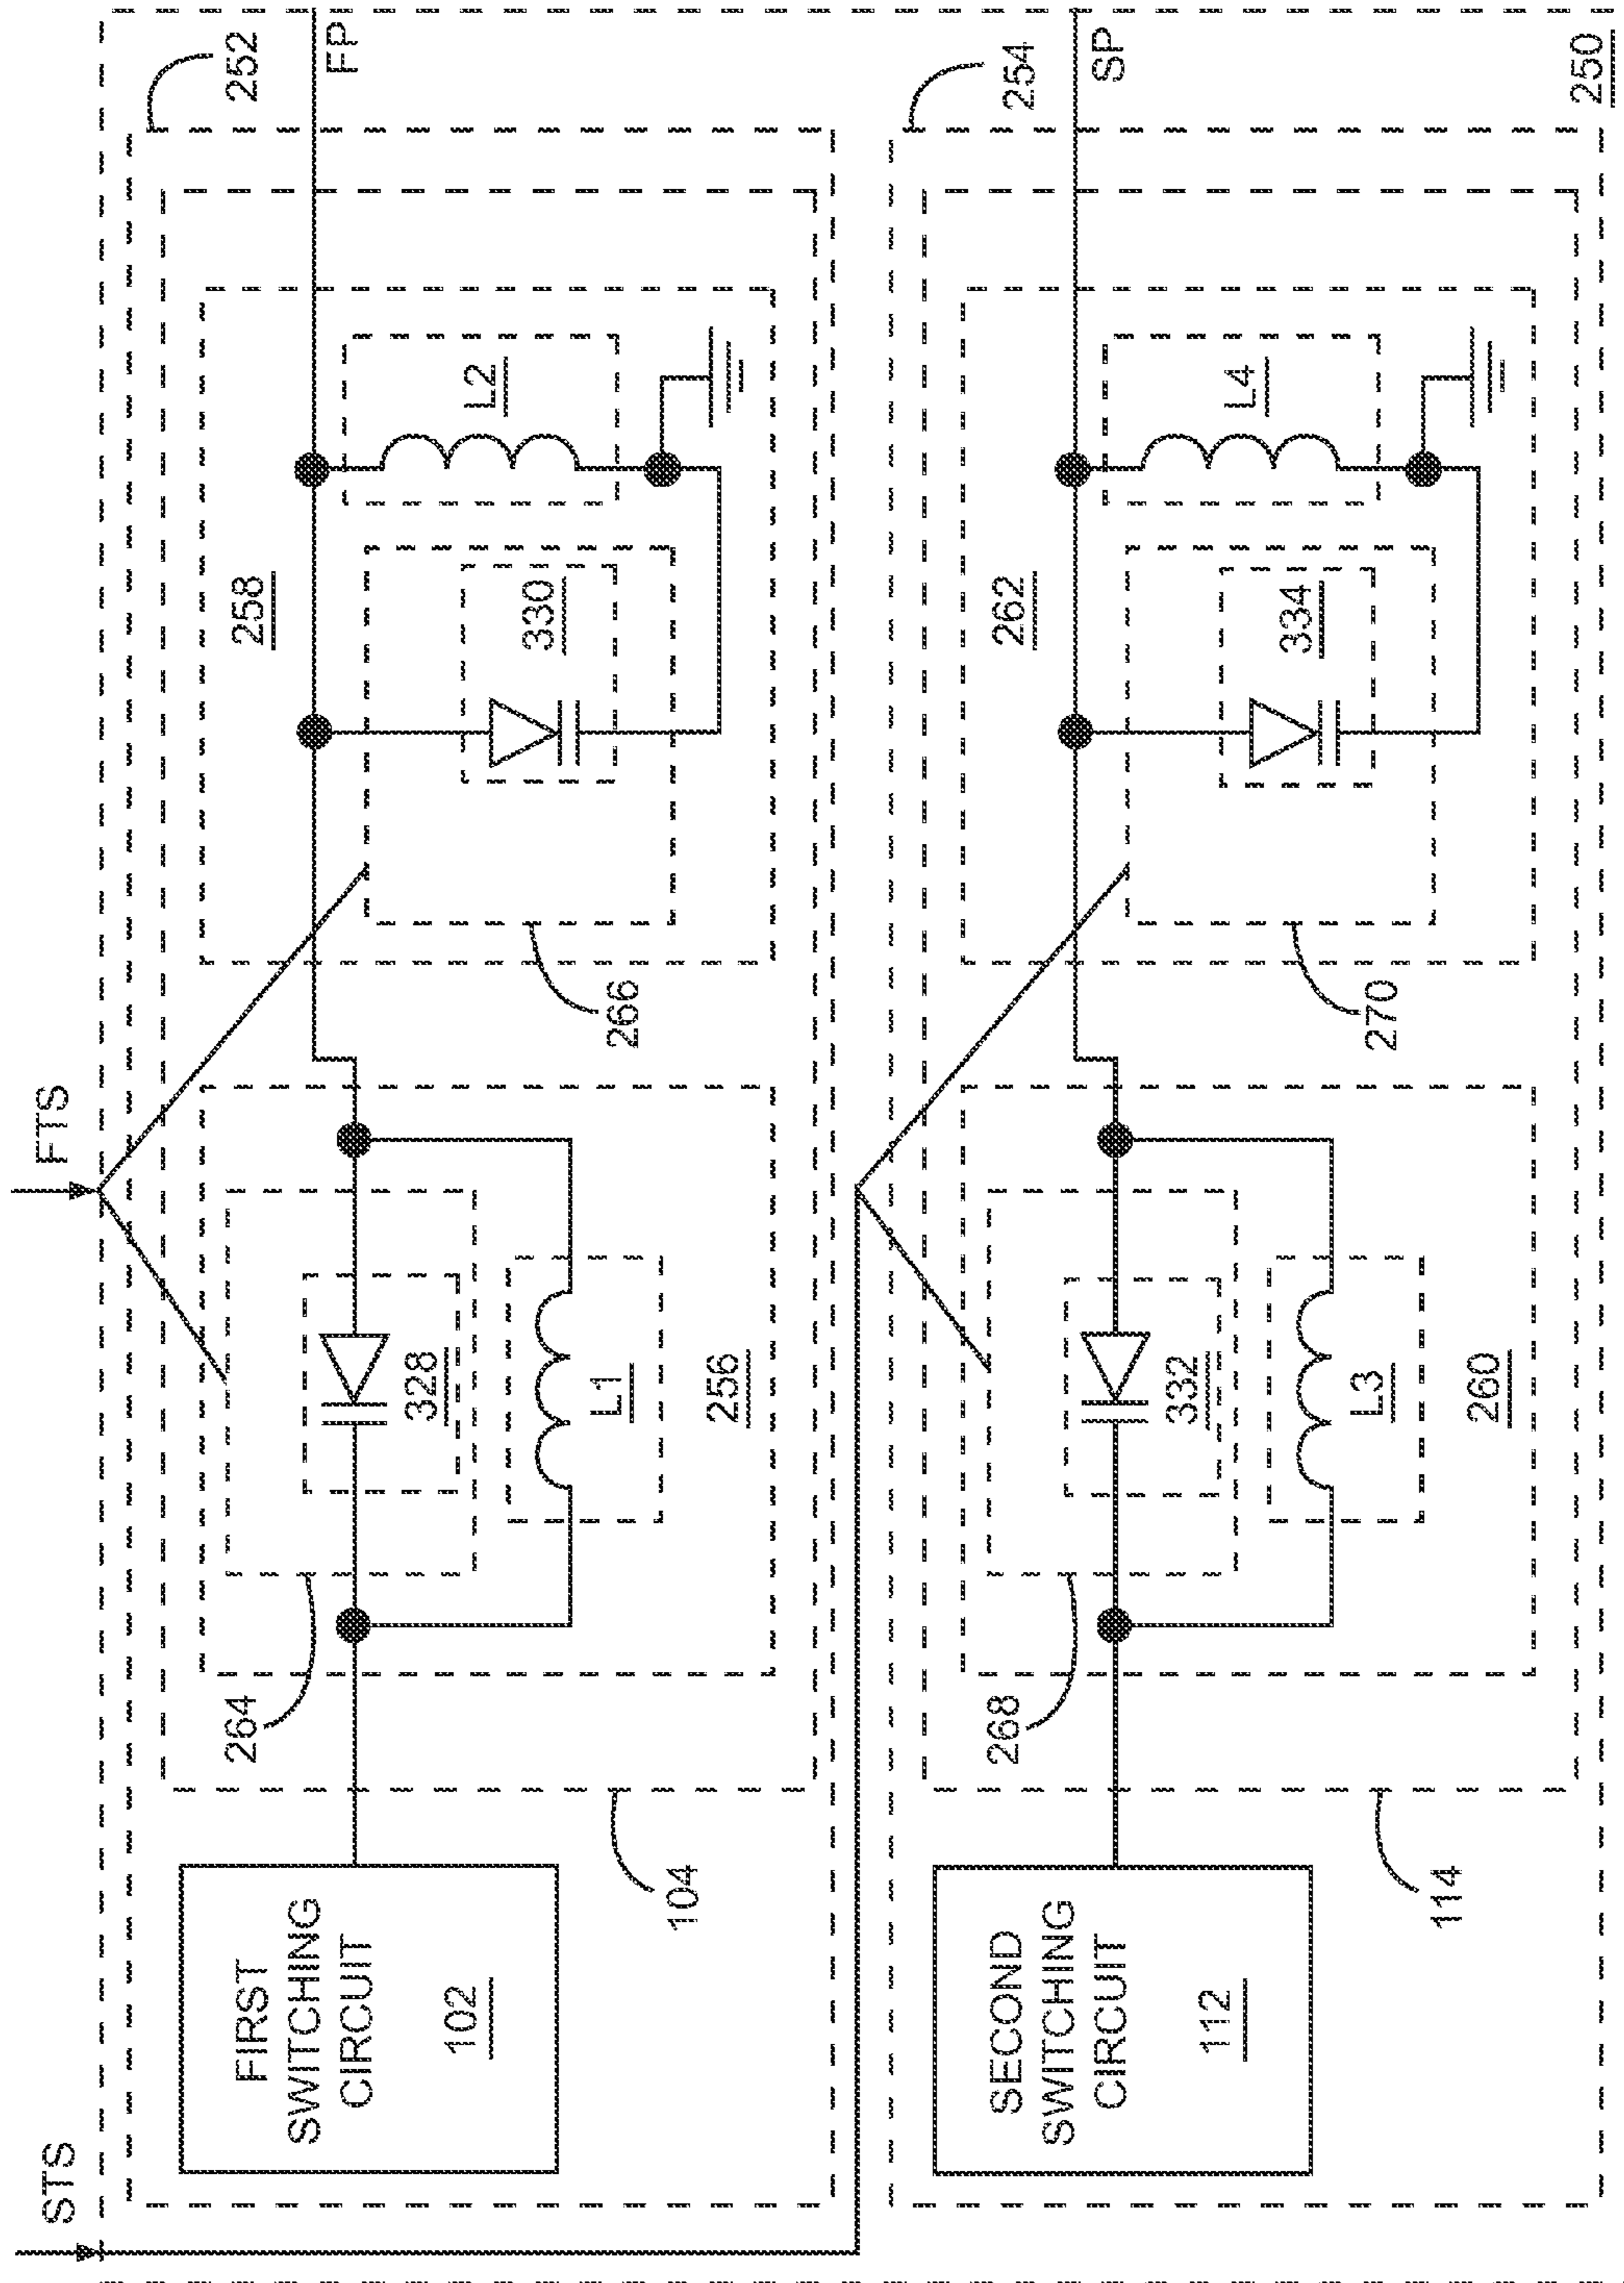 STS
FTS
252
FP
FIRST
SWITCHING
CIRCUIT
102
264
328
L1
256
104
258
266
330
L2
254
SP
SECOND
SWITCHING
CIRCUIT
112
268
332
L3
260
114
262
270
334
L4
250